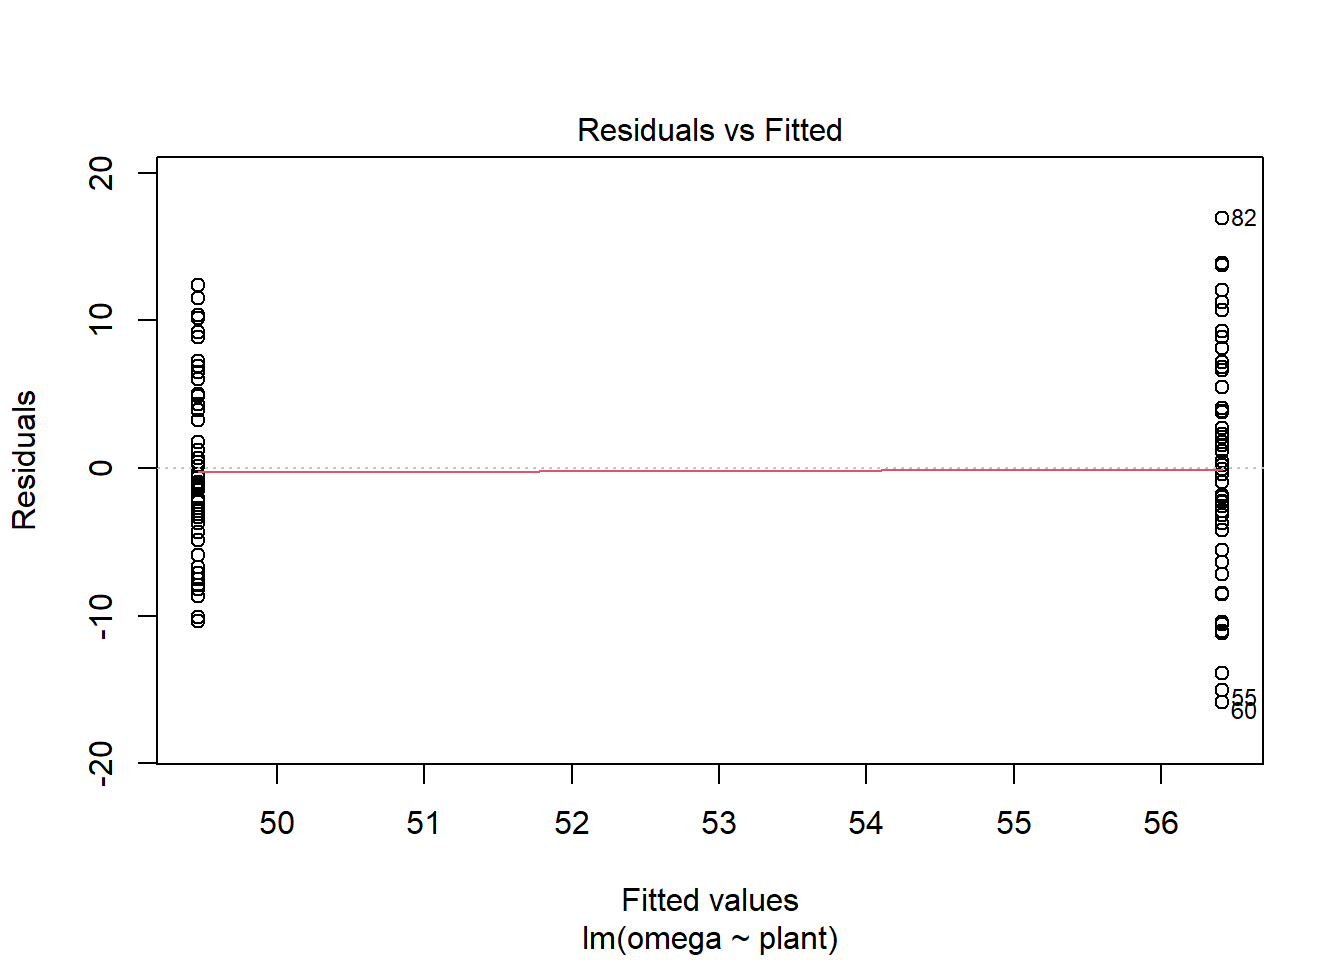 Residuals vs Fitted
20
10
0
-10
-20
Residuals
82
55
60
50 51 52 53 54 55 56
Fitted values
lm(omega ~ plant)